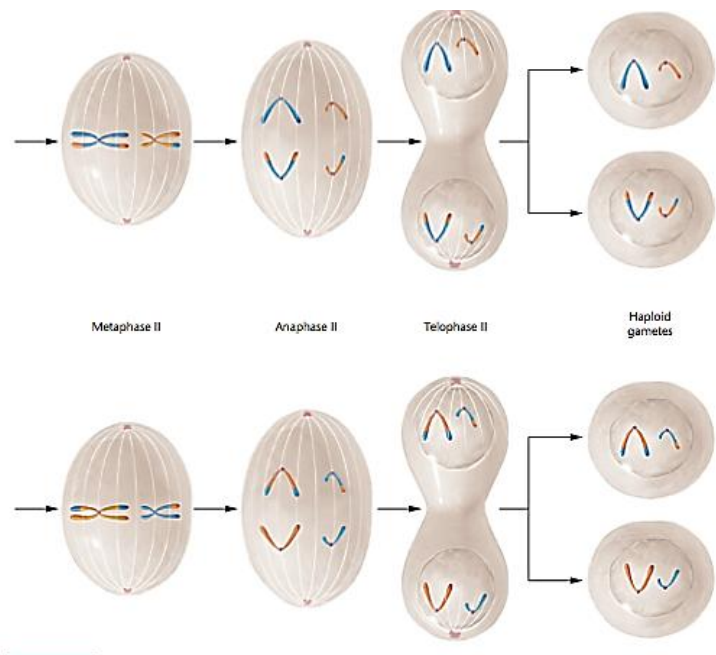 Metaphase II
Anaphase II
Telophase II
Haploid
gametes